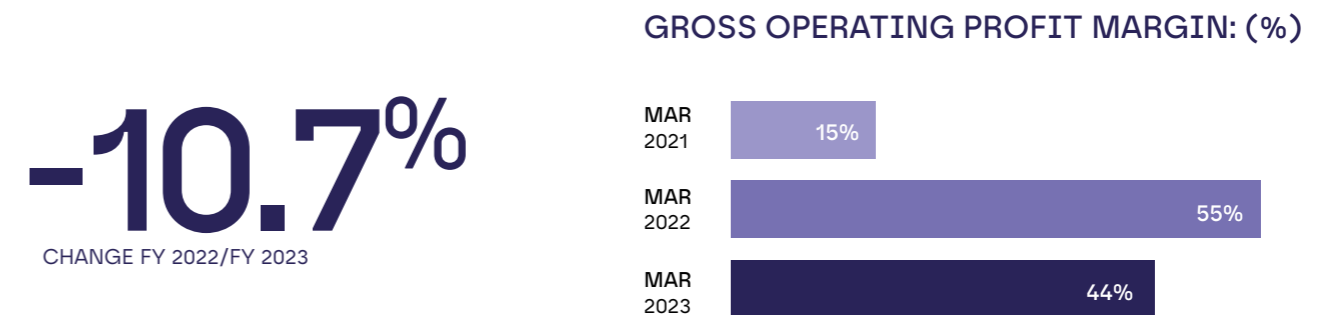 GROSS OPERATING PROFIT MARGIN: (%)
-10.7%
CHANGE FY 2022/FY 2023
MAR
2021
15%
MAR
2022
55%
MAR
2023
44%